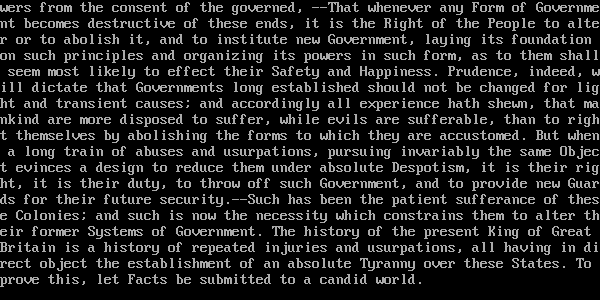 wers from the consent of the governed, --That whenever any Form of Governme
nt becomes destructive of these ends, it is the Right of the People to alte
r or to abolish it, and to institute new Government, laying its foundation
on such principles and organizing its powers in such form, as to them shall
 seem most likely to effect their Safety and Happiness. Prudence, indeed, w
ill dictate that Governments long established should not be changed for lig
ht and transient causes; and accordingly all experience hath shewn, that ma
nkind are more disposed to suffer, while evils are sufferable, than to righ
t themselves by abolishing the forms to which they are accustomed. But when
 a long train of abuses and usurpations, pursuing invariably the same Objec
t evinces a design to reduce them under absolute Despotism, it is their rig
ht, it is their duty, to throw off such Government, and to provide new Guar
ds for their future security.--Such has been the patient sufferance of thes
e Colonies; and such is now the necessity which constrains them to alter th
eir former Systems of Government. The history of the present King of Great
Britain is a history of repeated injuries and usurpations, all having in di
rect object the establishment of an absolute Tyranny over these States. To
prove this, let Facts be submitted to a candid world.